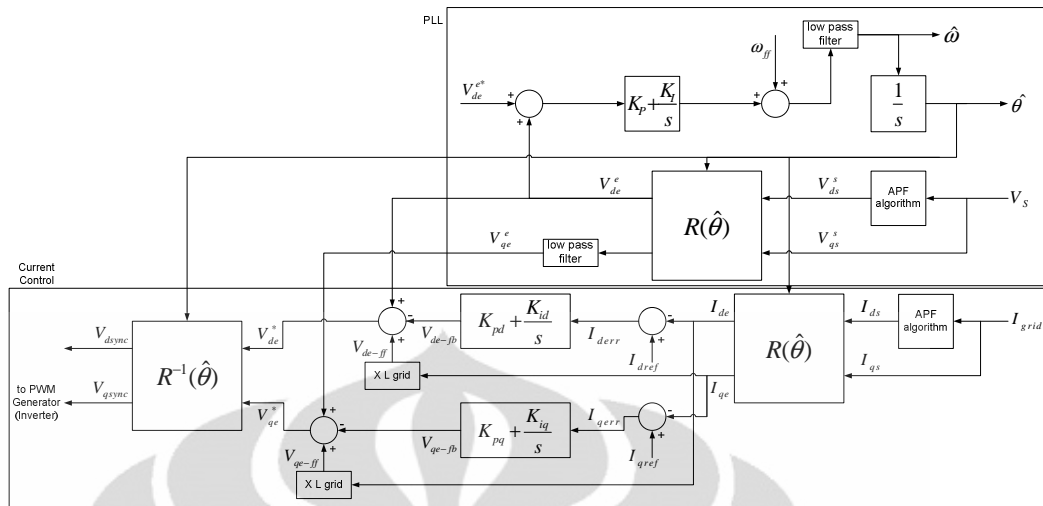 PLL
low pass
filter
ω̂
ω_ff
V_de^e*
+
+
K_P + K_I/s
+
+
1/s
θ̂
V_de^e
R(θ̂)
V_ds^s
APF
algorithm
V_S
V_qe^e
low pass
filter
V_qs^s
Current
Control
V_dsync
R^-1(θ̂)
V_de^*
+
-
+
V_de-fb
K_pd + K_id/s
I_derr
-
+
I_de
R(θ̂)
I_ds
APF
algorithm
I_grid
V_de-ff
I_dref
X L grid
I_qe
I_qs
to PWM
Generator
(Inverter)
V_qsync
V_qe^*
+
-
+
V_qe-fb
K_pq + K_iq/s
I_qerr
-
+
V_qe-ff
I_qref
X L grid